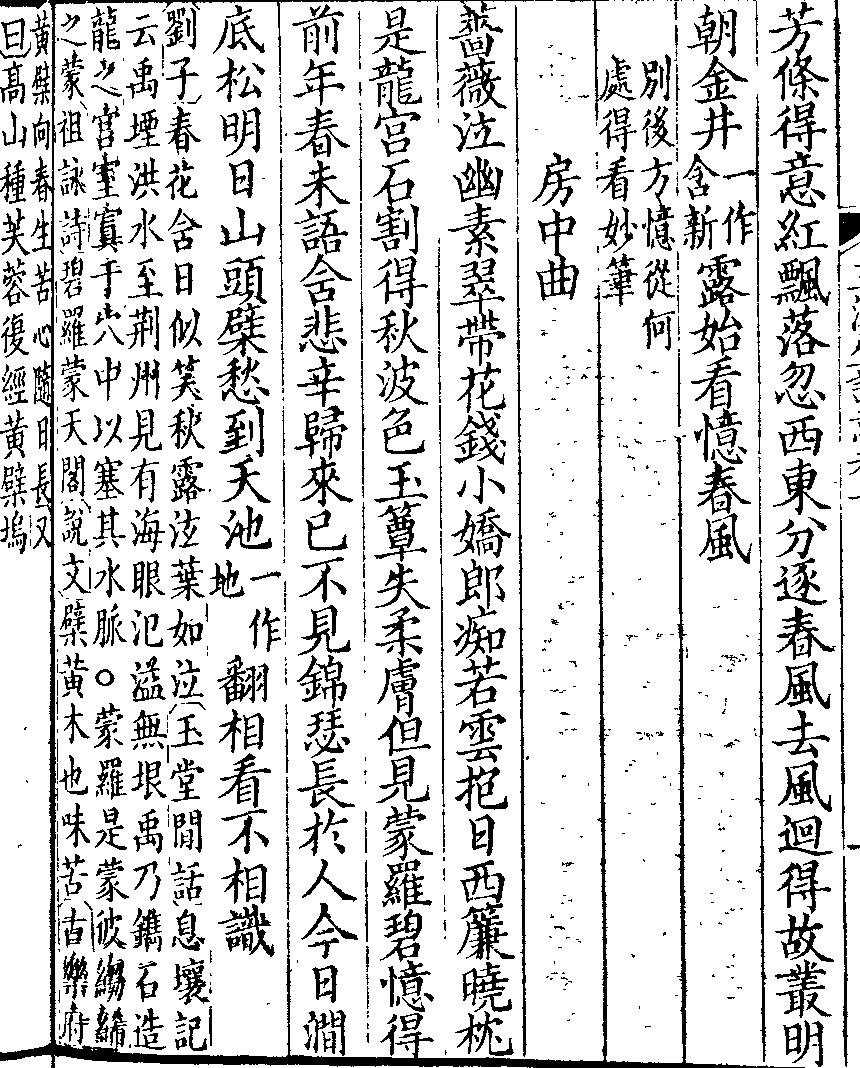 芳條得意紅飄落忽西東分逐春風去風迴得故叢明
朝金井一作含新露始看憶春風
別後方憶從何
處得看妙筆
房中曲
薔薇泣幽素翠帶花錢小嬌郎痴若雲抱日西簾曉枕
是龍宮石割得秋波色玉簟失柔膚但見蒙羅碧憶得
前年春未語含悲辛歸來已不見錦瑟長於人今日澗
底松明日山頭檗愁到天池一作地翻相看不相識
劉子春花含日似笑秋露泣葉如泣玉堂閒話息壤記
云禹堙洪水至荆州見有海眼氾溢無垠禹乃鐫石造
龍之宮室寘于穴中以塞其水脈○蒙羅是蒙彼縐絺
之蒙祖詠詩碧羅蒙天閣說文檗黃木也味苦古樂府
黃檗向春生苦心隨日長又
曰高山種芙蓉復經黃檗塢